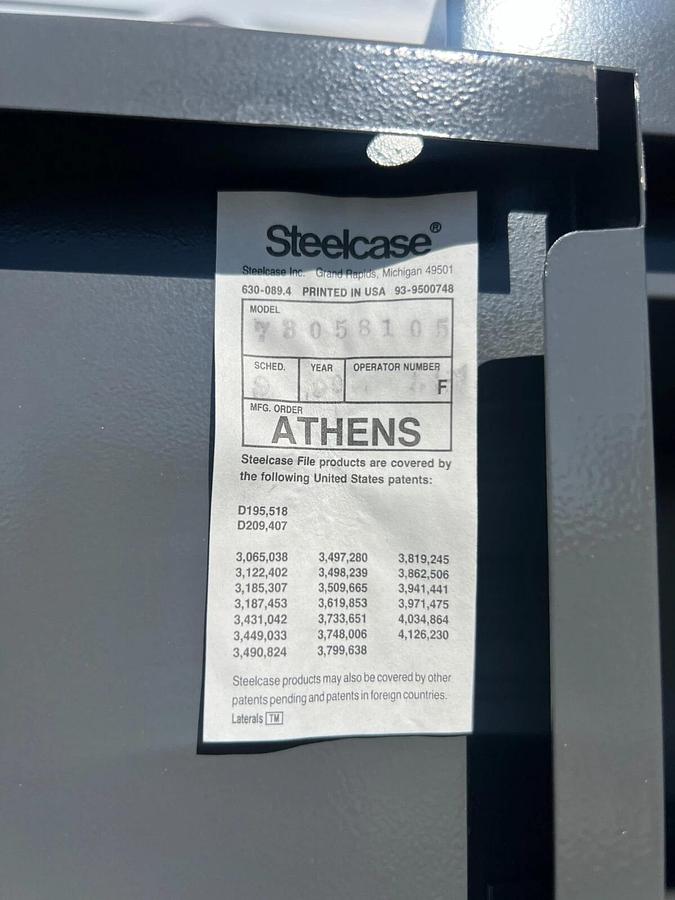 Steelcase®
Steelcase Inc. Grand Rapids, Michigan 49501
630-089.4 PRINTED IN USA 93-9500748
MODEL
SCHED. YEAR OPERATOR NUMBER
F
MFG. ORDER
ATHENS
Steelcase File products are covered by
the following United States patents:
D195,518
D209,407
3,065,038 3,497,280 3,819,245
3,122,402 3,498,239 3,862,506
3,185,307 3,509,665 3,941,441
3,187,453 3,619,853 3,971,475
3,431,042 3,733,651 4,034,864
3,449,033 3,748,006 4,126,230
3,490,824 3,799,638
Steelcase products may also be covered by other
patents pending and patents in foreign countries.
Laterals TM